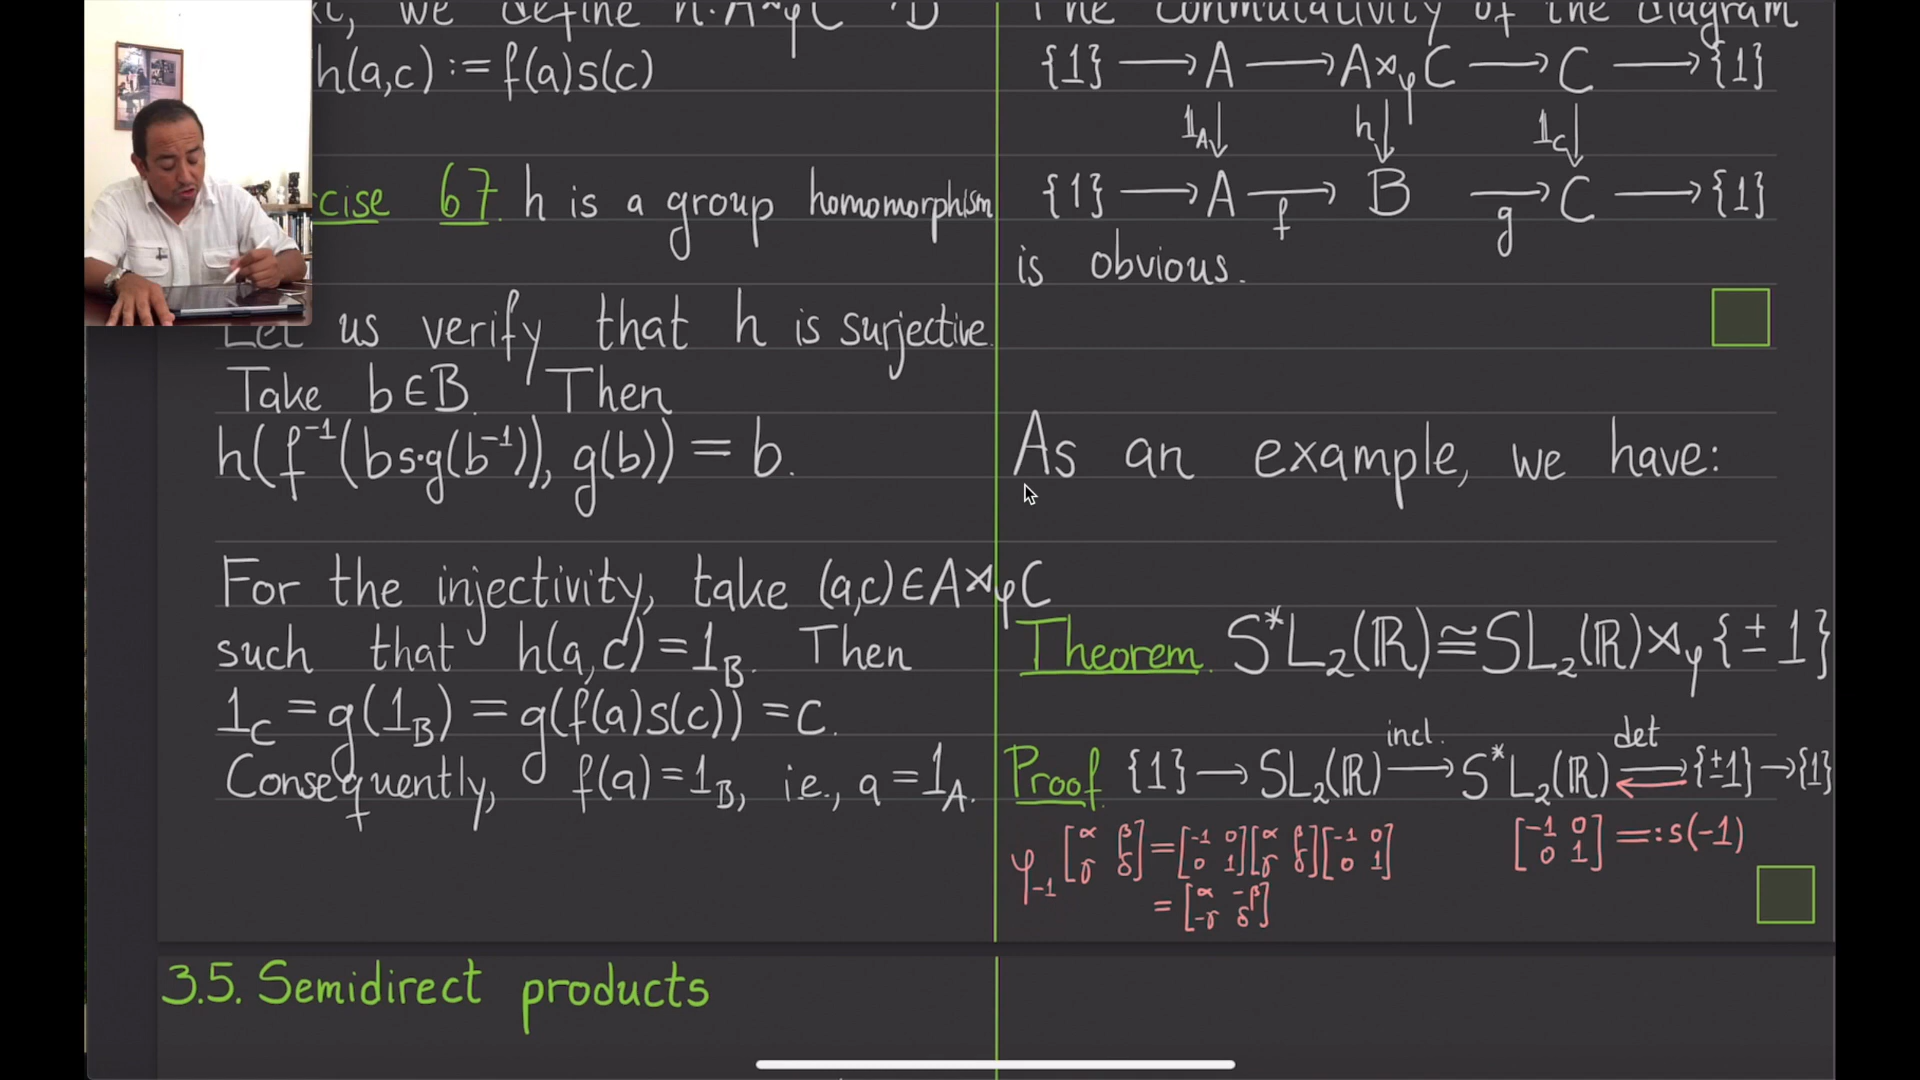 we define h: A⋊φC → B
h(a,c) := f(a)s(c)
cise 67. h is a group homomorphism
Let us verify that h is surjective.
Take b∈B. Then
h(f⁻¹(b s∘g(b⁻¹)), g(b)) = b.
For the injectivity, take (a,c)∈A⋊φC
such that h(a,c) = 1_B. Then
1_C = g(1_B) = g(f(a)s(c)) = c.
Consequently, f(a) = 1_B, i.e., a = 1_A.
The commutativity of the diagram
{1} → A → A⋊φC → C → {1}
1_A↓ h↓ 1_C↓
{1} → A → B → C → {1}
f g
is obvious.
As an example, we have:
Theorem. S*L₂(ℝ) ≅ SL₂(ℝ)⋊φ{±1}
incl. det
Proof. {1} → SL₂(ℝ) → S*L₂(ℝ) ⇄ {±1} → {1}
φ₋₁[α β; γ δ] = [-1 0; 0 1][α β; γ δ][-1 0; 0 1] [-1 0; 0 1] =: s(-1)
= [α -β; -γ δ]
3.5. Semidirect products